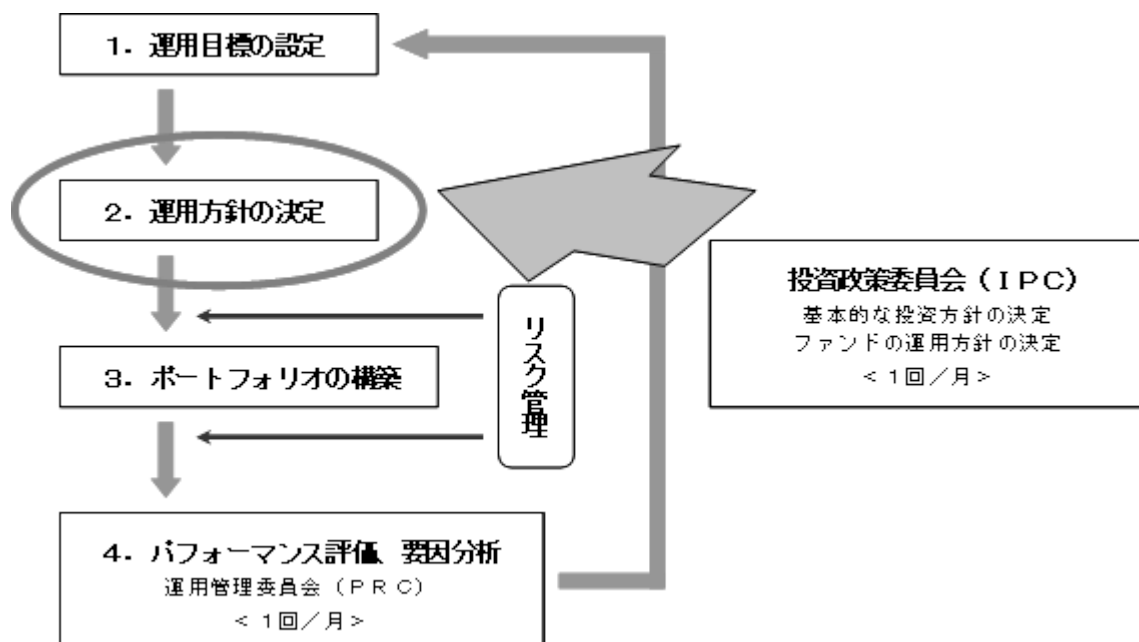 1．運用目標の設定
2．運用方針の決定
投資政策委員会（ＩＰＣ）
基本的な投資方針の決定
ファンドの運用方針の決定
＜１回／月＞
リスク管理
3．ポートフォリオの構築
4．パフォーマンス評価、要因分析
運用管理委員会（ＰＲＣ）
＜１回／月＞